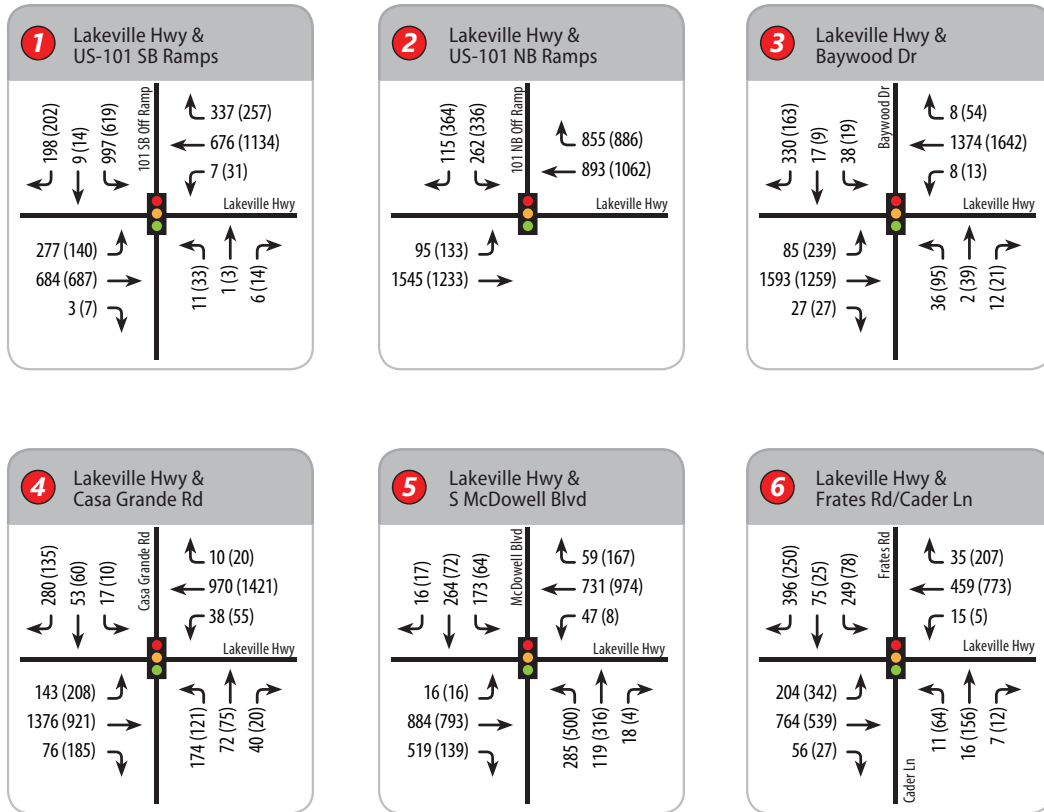 1
Lakeville Hwy &
US-101 SB Ramps
198 (202)
9 (14)
997 (619)
101 SB Off Ramp
337 (257)
676 (1134)
7 (31)
Lakeville Hwy
277 (140)
684 (687)
3 (7)
11 (33)
1 (3)
6 (14)
2
Lakeville Hwy &
US-101 NB Ramps
115 (364)
262 (336)
101 NB Off Ramp
855 (886)
893 (1062)
Lakeville Hwy
95 (133)
1545 (1233)
3
Lakeville Hwy &
Baywood Dr
330 (163)
17 (9)
38 (19)
Baywood Dr
8 (54)
1374 (1642)
8 (13)
Lakeville Hwy
85 (239)
1593 (1259)
27 (27)
36 (95)
2 (39)
12 (21)
4
Lakeville Hwy &
Casa Grande Rd
280 (135)
53 (60)
17 (10)
Casa Grande Rd
10 (20)
970 (1421)
38 (55)
Lakeville Hwy
143 (208)
1376 (921)
76 (185)
174 (121)
72 (75)
40 (20)
5
Lakeville Hwy &
S McDowell Blvd
16 (17)
264 (72)
173 (64)
McDowell Blvd
59 (167)
731 (974)
47 (8)
Lakeville Hwy
16 (16)
884 (793)
519 (139)
285 (500)
119 (316)
18 (4)
6
Lakeville Hwy &
Frates Rd/Cader Ln
396 (250)
75 (25)
249 (78)
Frates Rd
35 (207)
459 (773)
15 (5)
Lakeville Hwy
204 (342)
764 (539)
56 (27)
11 (64)
16 (156)
7 (12)
Cader Ln